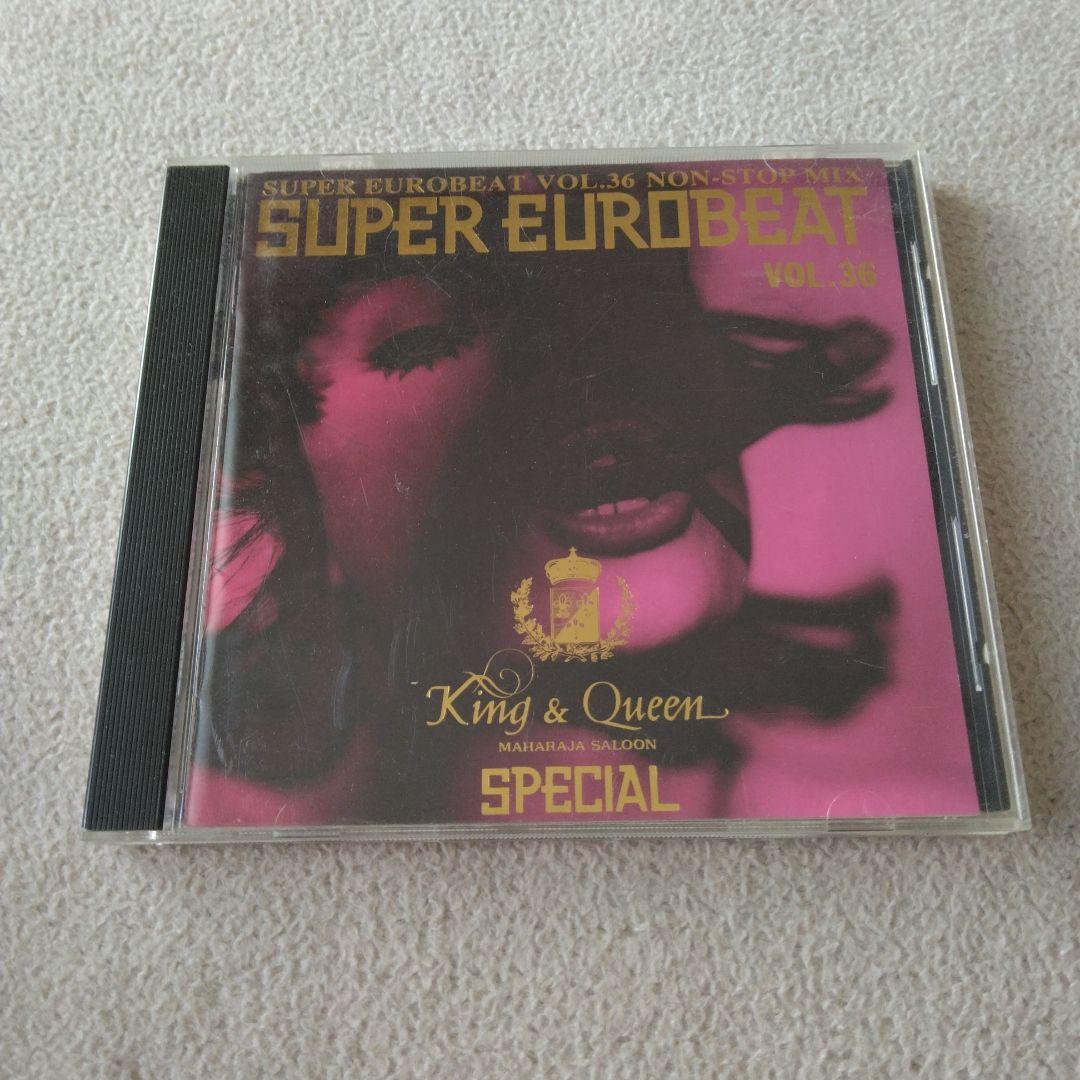 SUPER EUROBEAT VOL.36 NON-STOP MIX
SUPER EUROBEAT
VOL.36
King & Queen
MAHARAJA SALOON
SPECIAL